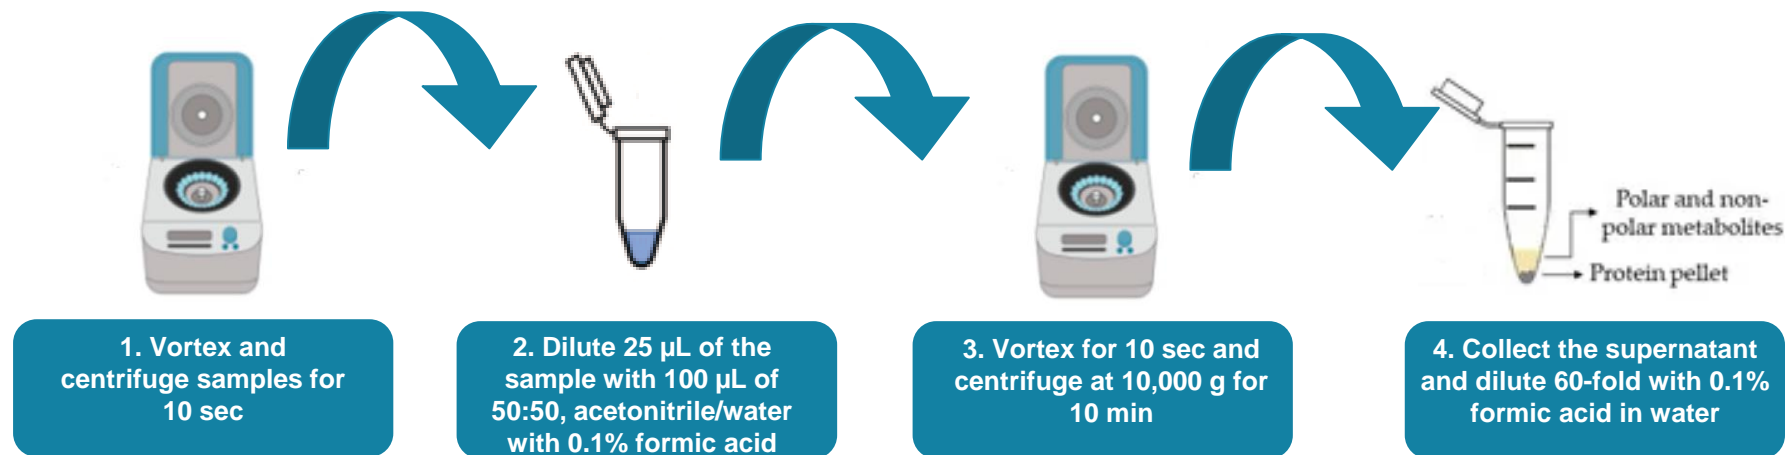 Polar and non-
polar metabolites
Protein pellet
1. Vortex and
centrifuge samples for
10 sec
2. Dilute 25 µL of the
sample with 100 µL of
50:50, acetonitrile/water
with 0.1% formic acid
3. Vortex for 10 sec and
centrifuge at 10,000 g for
10 min
4. Collect the supernatant
and dilute 60-fold with 0.1%
formic acid in water